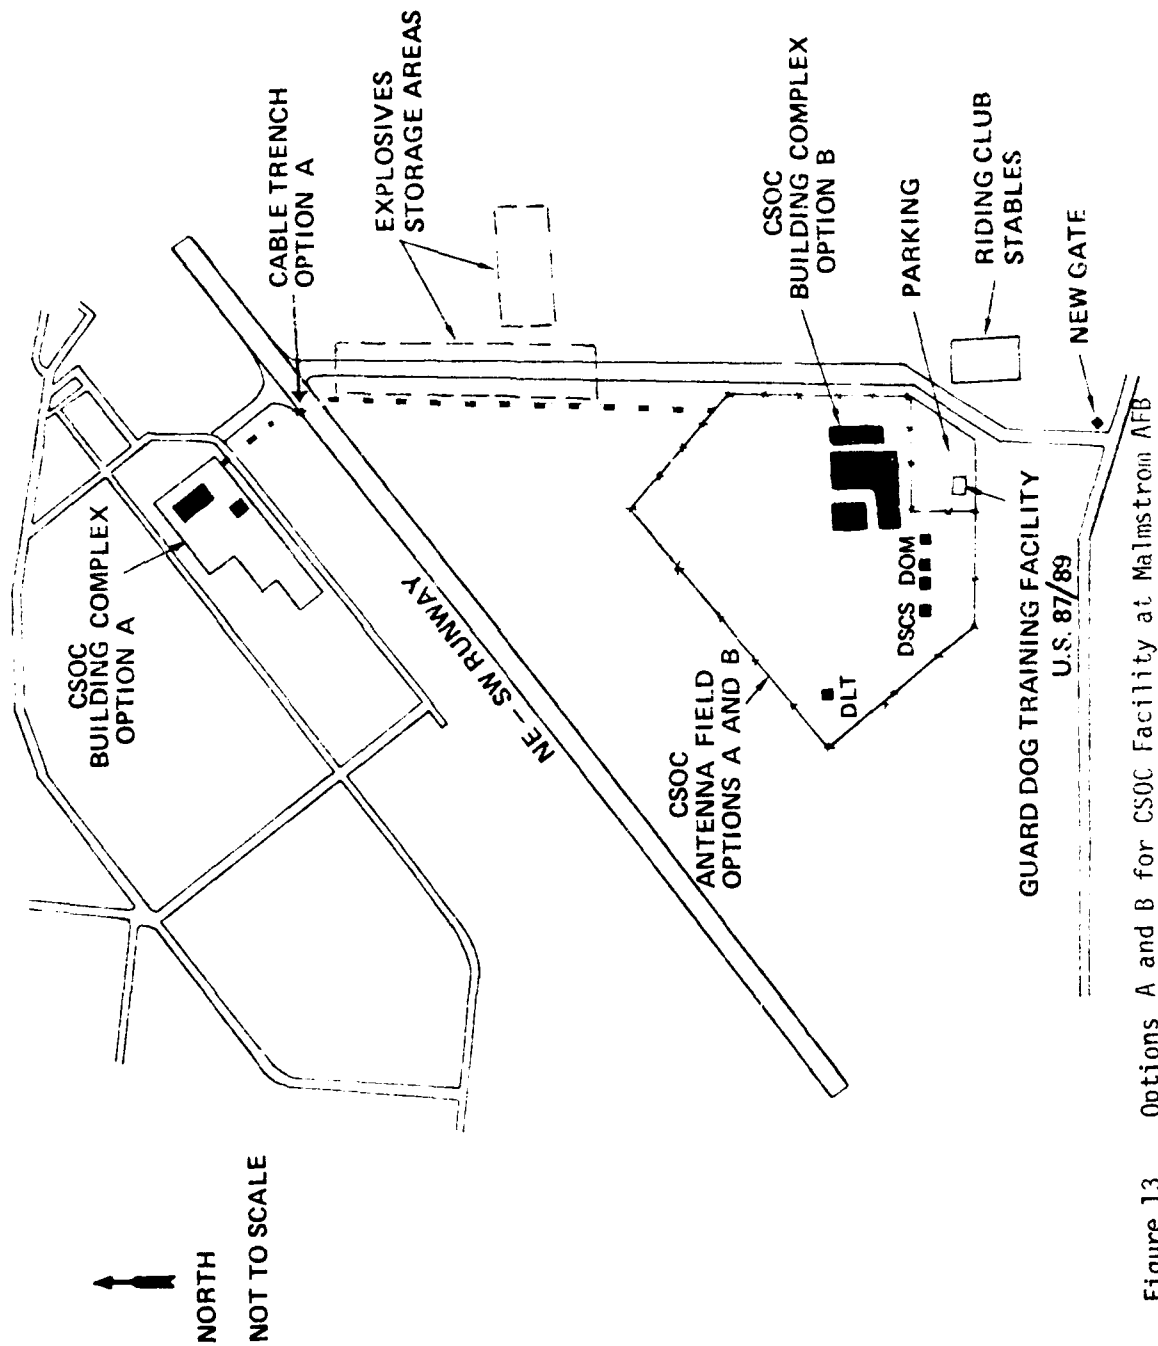 NORTH
NOT TO SCALE
CSOC
BUILDING COMPLEX
OPTION A
CABLE TRENCH
OPTION A
EXPLOSIVES
STORAGE AREAS
NE – SW RUNWAY
CSOC
ANTENNA FIELD
OPTIONS A AND B
CSOC
BUILDING COMPLEX
OPTION B
DLT
DSCS DOM
PARKING
RIDING CLUB
STABLES
GUARD DOG TRAINING FACILITY
U.S. 87/89
NEW GATE
Figure 13 Options A and B for CSOC Facility at Malmstrom AFB